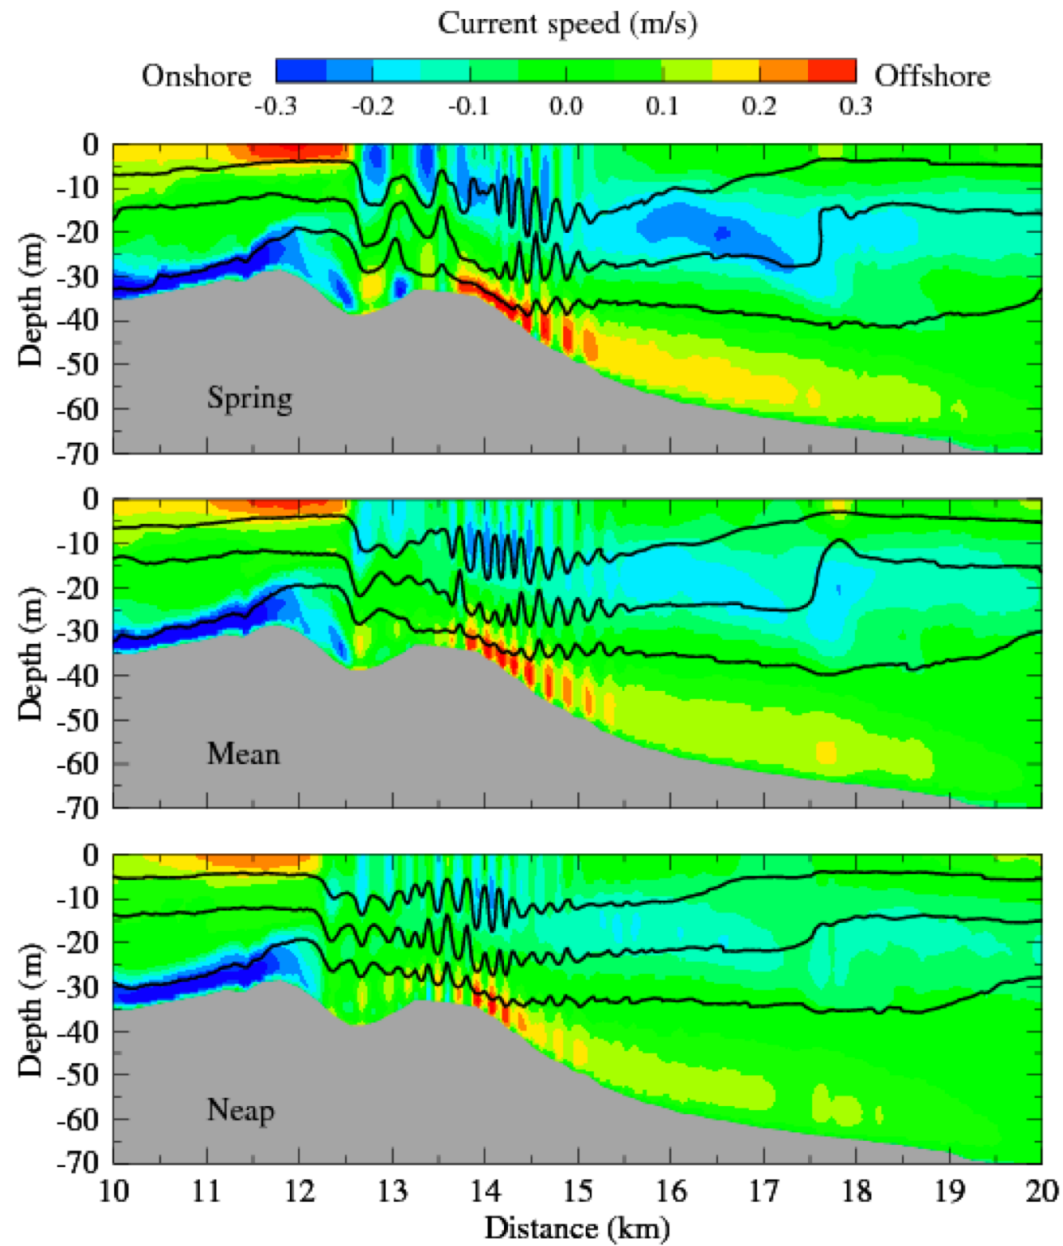 Current speed (m/s)
Onshore Offshore
-0.3 -0.2 -0.1 0.0 0.1 0.2 0.3
0
-10
-20
-30
-40
-50
-60
-70
Depth (m)
Spring
0
-10
-20
-30
-40
-50
-60
-70
Depth (m)
Mean
0
-10
-20
-30
-40
-50
-60
-70
Depth (m)
Neap
10 11 12 13 14 15 16 17 18 19 20
Distance (km)